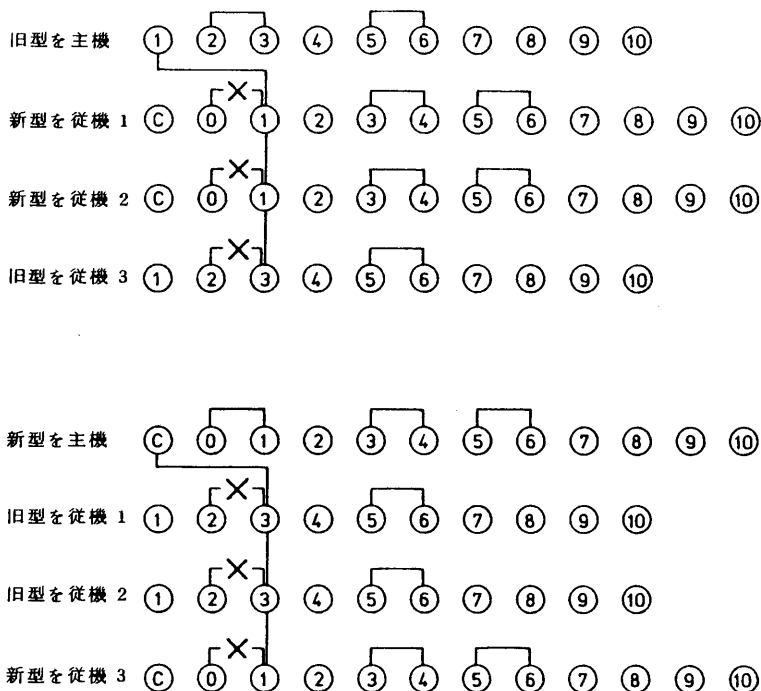 旧型を主機 1 2 3 4 5 6 7 8 9 10
新型を従機 1 C 0 1 2 3 4 5 6 7 8 9 10
新型を従機 2 C 0 1 2 3 4 5 6 7 8 9 10
旧型を従機 3 1 2 3 4 5 6 7 8 9 10
新型を主機 C 0 1 2 3 4 5 6 7 8 9 10
旧型を従機 1 1 2 3 4 5 6 7 8 9 10
旧型を従機 2 1 2 3 4 5 6 7 8 9 10
新型を従機 3 C 0 1 2 3 4 5 6 7 8 9 10